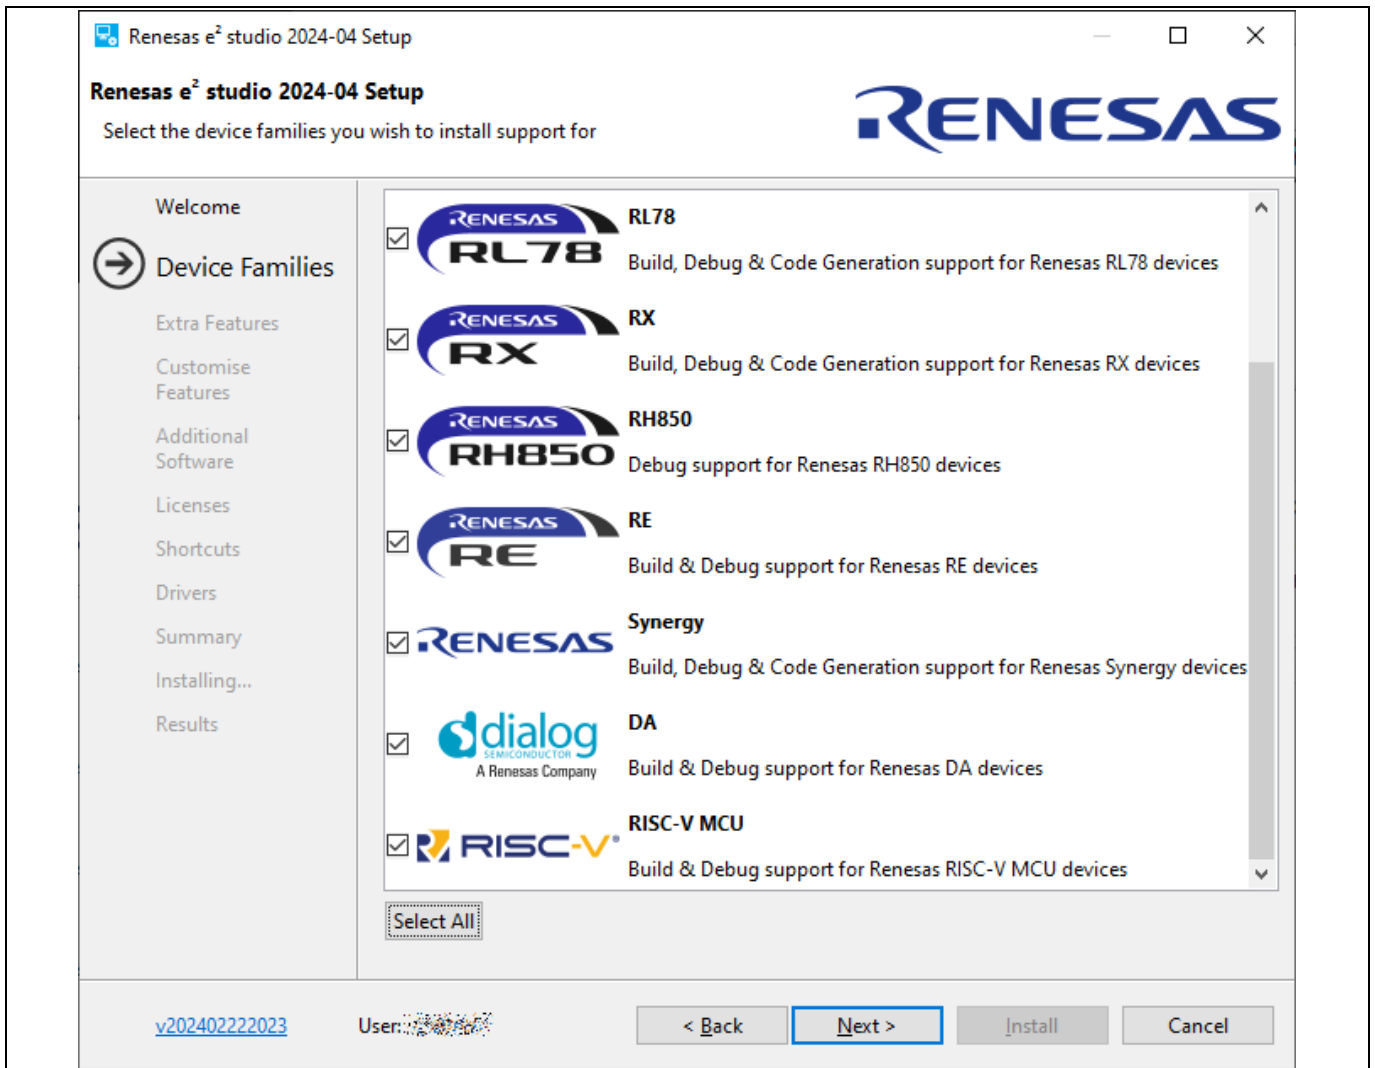 Renesas e² studio 2024-04 Setup
Renesas e² studio 2024-04 Setup
Select the device families you wish to install support for
RENESAS
Welcome
Device Families
Extra Features
Customise
Features
Additional
Software
Licenses
Shortcuts
Drivers
Summary
Installing...
Results
RENESAS
RL78
RL78
Build, Debug & Code Generation support for Renesas RL78 devices
RENESAS
RX
RX
Build, Debug & Code Generation support for Renesas RX devices
RENESAS
RH850
RH850
Debug support for Renesas RH850 devices
RENESAS
RE
RE
Build & Debug support for Renesas RE devices
RENESAS
Synergy
Build, Debug & Code Generation support for Renesas Synergy devices
dialog
SEMICONDUCTOR
A Renesas Company
DA
Build & Debug support for Renesas DA devices
RISC-V®
RISC-V MCU
Build & Debug support for Renesas RISC-V MCU devices
Select All
v202402222023
User:
< Back
Next >
Install
Cancel